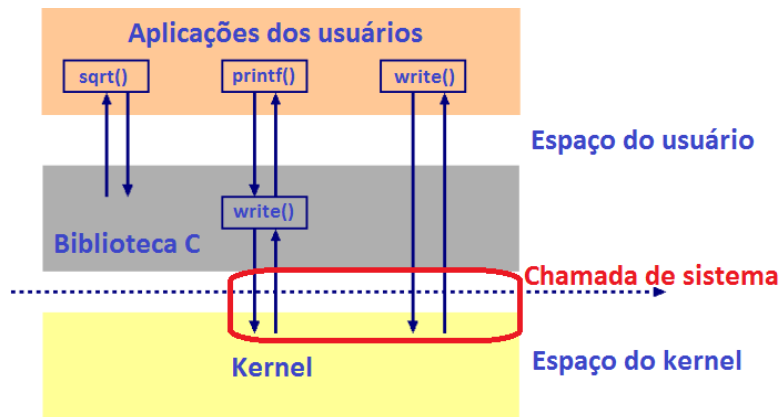 Aplicações dos usuários
sqrt()
printf()
write()
Espaço do usuário
write()
Biblioteca C
Chamada de sistema
Kernel
Espaço do kernel